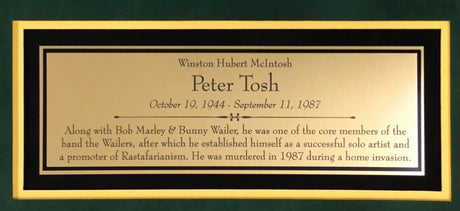 Winston Hubert McIntosh
Peter Tosh
October 19, 1944 - September 11, 1987
Along with Bob Marley & Bunny Wailer, he was one of the core members of the
band the Wailers, after which he established himself as a successful solo artist and
a promoter of Rastafarianism. He was murdered in 1987 during a home invasion.